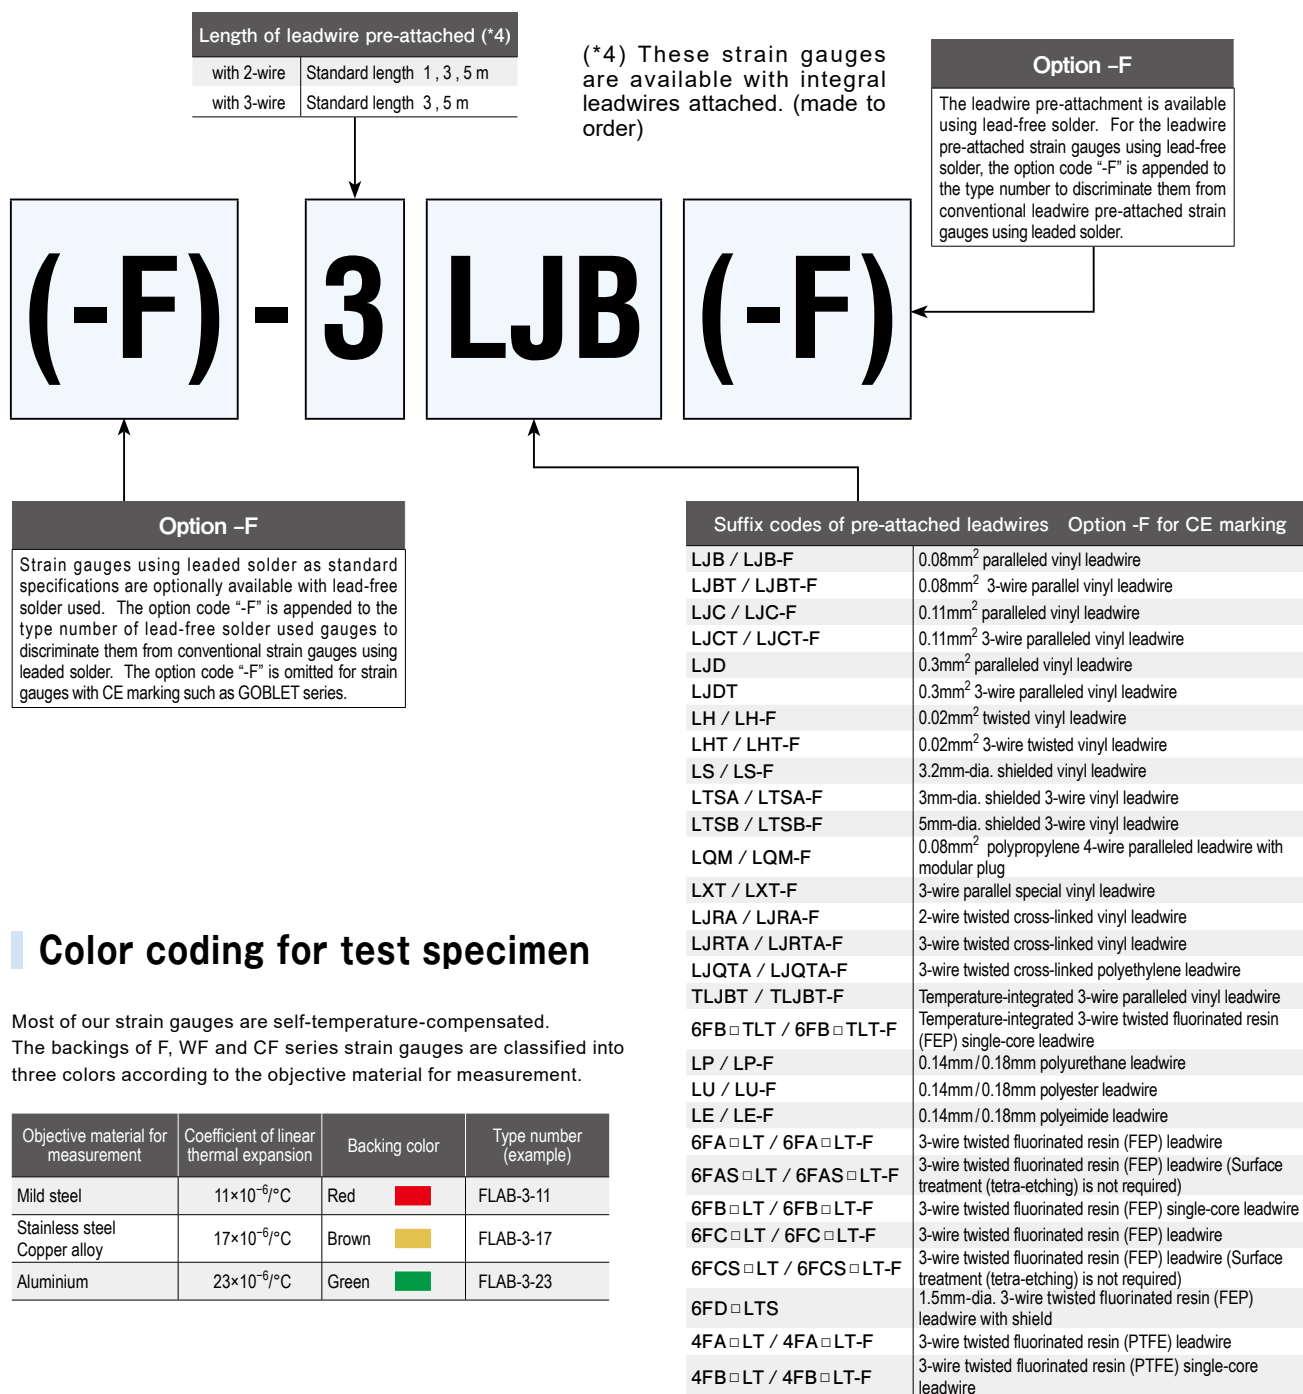 Length of leadwire pre-attached (*4)
with 2-wire Standard length 1 , 3 , 5 m
with 3-wire Standard length 3 , 5 m
(*4) These strain gauges
are available with integral
leadwires attached. (made to
order)
Option –F
The leadwire pre-attachment is available
using lead-free solder. For the leadwire
pre-attached strain gauges using lead-free
solder, the option code “-F” is appended to
the type number to discriminate them from
conventional leadwire pre-attached strain
gauges using leaded solder.
(-F) - 3 LJB (-F)
Option –F
Strain gauges using leaded solder as standard
specifications are optionally available with lead-free
solder used. The option code “-F” is appended to the
type number of lead-free solder used gauges to
discriminate them from conventional strain gauges using
leaded solder. The option code “-F” is omitted for strain
gauges with CE marking such as GOBLET series.
Suffix codes of pre-attached leadwires Option -F for CE marking
LJB / LJB-F 0.08mm² paralleled vinyl leadwire
LJBT / LJBT-F 0.08mm² 3-wire parallel vinyl leadwire
LJC / LJC-F 0.11mm² paralleled vinyl leadwire
LJCT / LJCT-F 0.11mm² 3-wire paralleled vinyl leadwire
LJD 0.3mm² paralleled vinyl leadwire
LJDT 0.3mm² 3-wire paralleled vinyl leadwire
LH / LH-F 0.02mm² twisted vinyl leadwire
LHT / LHT-F 0.02mm² 3-wire twisted vinyl leadwire
LS / LS-F 3.2mm-dia. shielded vinyl leadwire
LTSA / LTSA-F 3mm-dia. shielded 3-wire vinyl leadwire
LTSB / LTSB-F 5mm-dia. shielded 3-wire vinyl leadwire
LQM / LQM-F 0.08mm² polypropylene 4-wire paralleled leadwire with
modular plug
LXT / LXT-F 3-wire parallel special vinyl leadwire
LJRA / LJRA-F 2-wire twisted cross-linked vinyl leadwire
LJRTA / LJRTA-F 3-wire twisted cross-linked vinyl leadwire
LJQTA / LJQTA-F 3-wire twisted cross-linked polyethylene leadwire
TLJBT / TLJBT-F Temperature-integrated 3-wire paralleled vinyl leadwire
6FB□TLT / 6FB□TLT-F Temperature-integrated 3-wire twisted fluorinated resin
(FEP) single-core leadwire
LP / LP-F 0.14mm/0.18mm polyurethane leadwire
LU / LU-F 0.14mm/0.18mm polyester leadwire
LE / LE-F 0.14mm/0.18mm polyeimide leadwire
6FA□LT / 6FA□LT-F 3-wire twisted fluorinated resin (FEP) leadwire
6FAS□LT / 6FAS□LT-F 3-wire twisted fluorinated resin (FEP) leadwire (Surface
treatment (tetra-etching) is not required)
6FB□LT / 6FB□LT-F 3-wire twisted fluorinated resin (FEP) single-core leadwire
6FC□LT / 6FC□LT-F 3-wire twisted fluorinated resin (FEP) leadwire
6FCS□LT / 6FCS□LT-F 3-wire twisted fluorinated resin (FEP) leadwire (Surface
treatment (tetra-etching) is not required)
6FD□LTS 1.5mm-dia. 3-wire twisted fluorinated resin (FEP)
leadwire with shield
4FA□LT / 4FA□LT-F 3-wire twisted fluorinated resin (PTFE) leadwire
4FB□LT / 4FB□LT-F 3-wire twisted fluorinated resin (PTFE) single-core
leadwire
Color coding for test specimen
Most of our strain gauges are self-temperature-compensated.
The backings of F, WF and CF series strain gauges are classified into
three colors according to the objective material for measurement.
Objective material for measurement Coefficient of linear thermal expansion Backing color Type number (example)
Mild steel 11×10⁻⁶/°C Red FLAB-3-11
Stainless steel
Copper alloy 17×10⁻⁶/°C Brown FLAB-3-17
Aluminium 23×10⁻⁶/°C Green FLAB-3-23